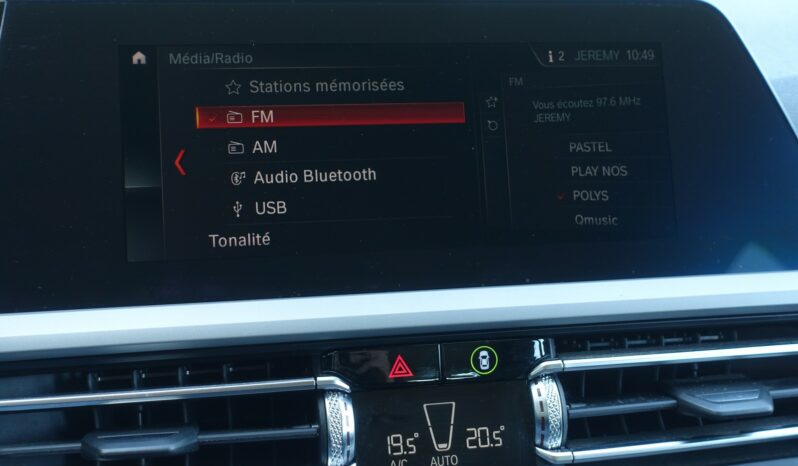 Média/Radio
i 2 JEREMY 10:49
Stations mémorisées
FM
AM
Audio Bluetooth
USB
Tonalité
FM
Vous écoutez 97.6 MHz
JEREMY
PASTEL
PLAY NOS
POLYS
Qmusic
19.5° 20.5°
A/C AUTO